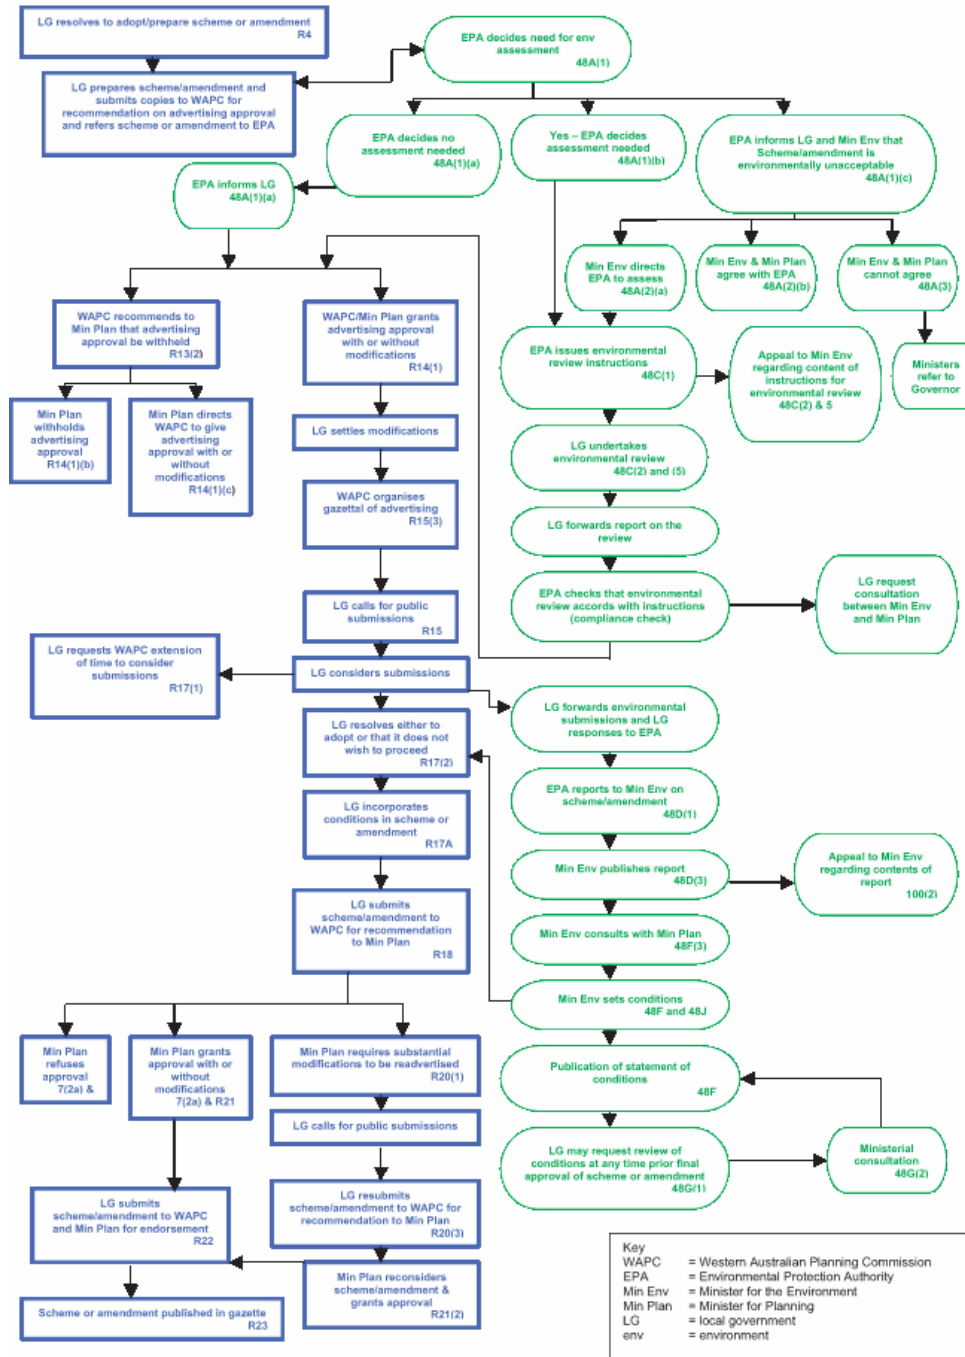 LG resolves to adopt/prepare scheme or amendment
R4
EPA decides need for env
assessment
48A(1)
LG prepares scheme/amendment and
submits copies to WAPC for
recommendation on advertising approval
and refers scheme or amendment to EPA
EPA decides no
assessment needed
48A(1)(a)
Yes – EPA decides
assessment needed
48A(1)(b)
EPA informs LG and Min Env that
Scheme/amendment is
environmentally unacceptable
48A(1)(c)
EPA informs LG
48A(1)(a)
Min Env directs
EPA to assess
48A(2)(a)
Min Env & Min Plan
agree with EPA
48A(2)(b)
Min Env & Min Plan
cannot agree
48A(3)
WAPC recommends to
Min Plan that advertising
approval be withheld
R13(2)
WAPC/Min Plan grants
advertising approval
with or without
modifications
R14(1)
EPA issues environmental
review instructions
48C(1)
Appeal to Min Env
regarding content of
instructions for
environmental review
48C(2) & 5
Ministers
refer to
Governor
Min Plan
withholds
advertising
approval
R14(1)(b)
Min Plan directs
WAPC to give
advertising
approval with or
without
modifications
R14(1)(c)
LG settles modifications
LG undertakes
environmental review
48C(2) and (5)
WAPC organises
gazettal of advertising
R15(3)
LG forwards report on the
review
LG calls for public
submissions
R15
EPA checks that environmental
review accords with instructions
(compliance check)
LG request
consultation
between Min Env
and Min Plan
LG requests WAPC extension
of time to consider
submissions
R17(1)
LG considers submissions
LG forwards environmental
submissions and LG
responses to EPA
LG resolves either to
adopt or that it does not
wish to proceed
R17(2)
EPA reports to Min Env on
scheme/amendment
48D(1)
LG incorporates
conditions in scheme or
amendment
R17A
Min Env publishes report
48D(3)
Appeal to Min Env
regarding contents of
report
100(2)
LG submits
scheme/amendment to
WAPC for recommendation
to Min Plan
R18
Min Env consults with Min Plan
48F(3)
Min Env sets conditions
48F and 48J
Min Plan
refuses
approval
7(2a) &
Min Plan grants
approval with or
without
modifications
7(2a) & R21
Min Plan requires substantial
modifications to be readvertised
R20(1)
Publication of statement of
conditions
48F
LG calls for public submissions
LG may request review of
conditions at any time prior final
approval of scheme or amendment
48G(1)
Ministerial
consultation
48G(2)
LG submits
scheme/amendment to WAPC
and Min Plan for endorsement
R22
LG resubmits
scheme/amendment to WAPC for
recommendation to Min Plan
R20(3)
Min Plan reconsiders
scheme/amendment &
grants approval
R21(2)
Scheme or amendment published in gazette
R23
Key
WAPC = Western Australian Planning Commission
EPA = Environmental Protection Authority
Min Env = Minister for the Environment
Min Plan = Minister for Planning
LG = local government
env = environment